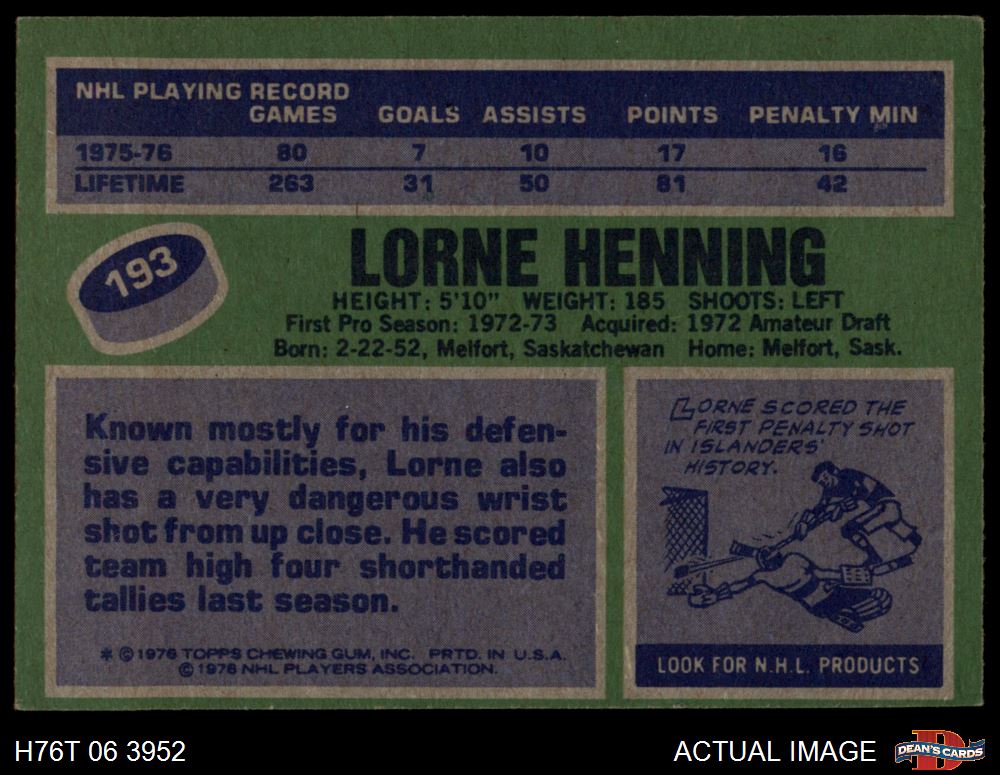 NHL PLAYING RECORD
GAMES GOALS ASSISTS POINTS PENALTY MIN
1975-76 80 7 10 17 16
LIFETIME 263 31 50 81 42
193
LORNE HENNING
HEIGHT: 5'10" WEIGHT: 185 SHOOTS: LEFT
First Pro Season: 1972-73 Acquired: 1972 Amateur Draft
Born: 2-22-52, Melfort, Saskatchewan Home: Melfort, Sask.
Known mostly for his defen-
sive capabilities, Lorne also
has a very dangerous wrist
shot from up close. He scored
team high four shorthanded
tallies last season.
* © 1976 TOPPS CHEWING GUM, INC. PRTD. IN U.S.A.
© 1976 NHL PLAYERS ASSOCIATION.
LORNE SCORED THE
FIRST PENALTY SHOT
IN ISLANDERS'
HISTORY.
LOOK FOR N.H.L. PRODUCTS
H76T 06 3952
ACTUAL IMAGE
D
DEAN'S CARDS